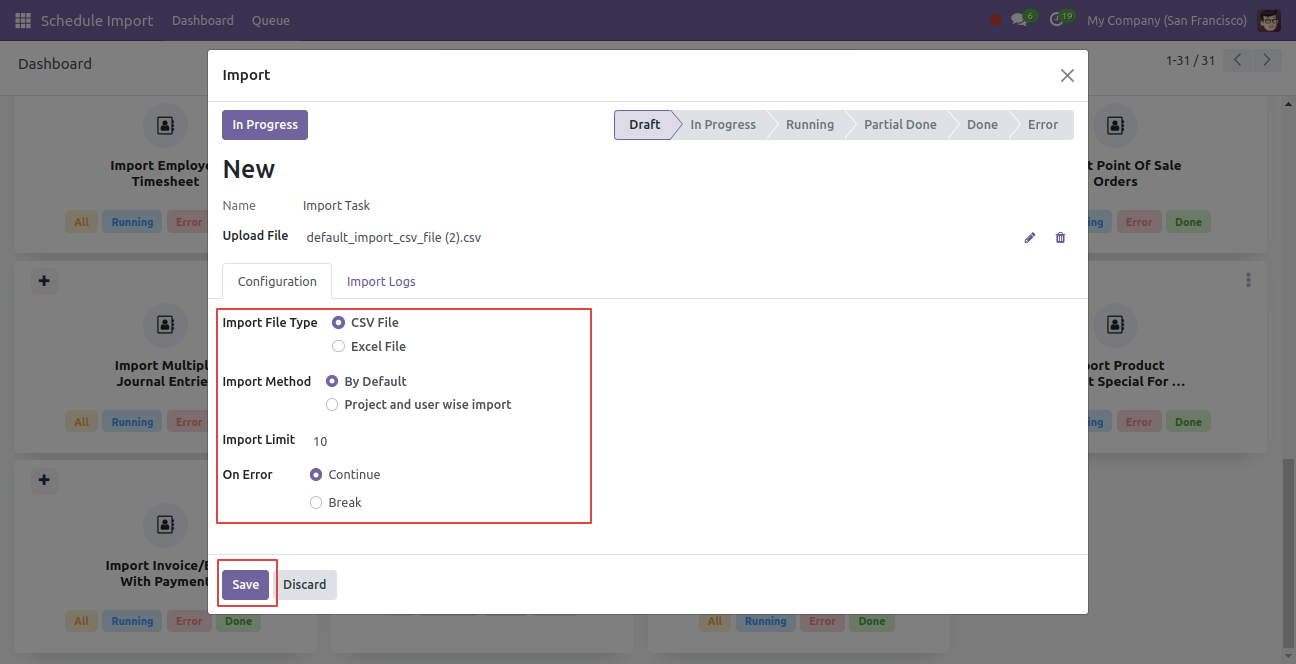 Schedule Import Dashboard Queue 6 19 My Company (San Francisco)
Dashboard 1-31 / 31
Import
In Progress Draft In Progress Running Partial Done Done Error
New
Name Import Task
Upload File default_import_csv_file (2).csv
Configuration Import Logs
Import File Type CSV File
Excel File
Import Method By Default
Project and user wise import
Import Limit 10
On Error Continue
Break
Save Discard
Import Employe
Timesheet
All Running Error
t Point Of Sale
Orders
ing Error Done
Import Multipl
Journal Entrie
All Running Error
port Product
t Special For ...
ing Error Done
Import Invoice/B
With Payment
All Running Error Done
All Running Error Done